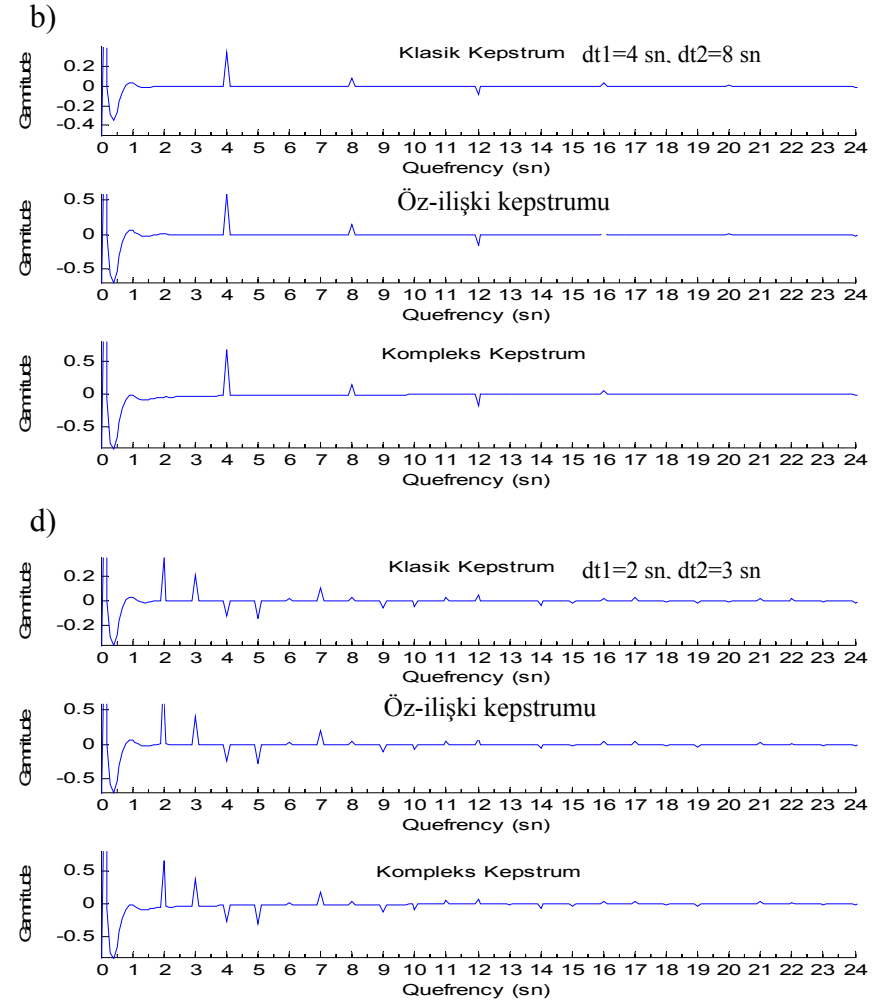 b)
Klasik Kepstrum dt1=4 sn, dt2=8 sn
Gamnitude
0.2
0
-0.2
-0.4
0 1 2 3 4 5 6 7 8 9 10 11 12 13 14 15 16 17 18 19 20 21 22 23 24
Quefrency (sn)
Öz-ilişki kepstrumu
Gamnitude
0.5
0
-0.5
0 1 2 3 4 5 6 7 8 9 10 11 12 13 14 15 16 17 18 19 20 21 22 23 24
Quefrency (sn)
Kompleks Kepstrum
Gamnitude
0.5
0
-0.5
0 1 2 3 4 5 6 7 8 9 10 11 12 13 14 15 16 17 18 19 20 21 22 23 24
Quefrency (sn)
d)
Klasik Kepstrum dt1=2 sn, dt2=3 sn
Gamnitude
0.2
0
-0.2
0 1 2 3 4 5 6 7 8 9 10 11 12 13 14 15 16 17 18 19 20 21 22 23 24
Quefrency (sn)
Öz-ilişki kepstrumu
Gamnitude
0.5
0
-0.5
0 1 2 3 4 5 6 7 8 9 10 11 12 13 14 15 16 17 18 19 20 21 22 23 24
Quefrency (sn)
Kompleks Kepstrum
Gamnitude
0.5
0
-0.5
0 1 2 3 4 5 6 7 8 9 10 11 12 13 14 15 16 17 18 19 20 21 22 23 24
Quefrency (sn)